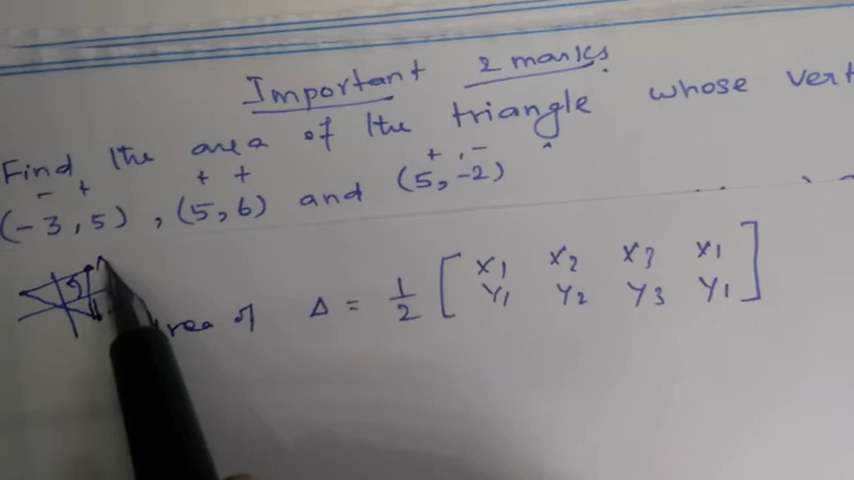 Important 2 marks.
Find the area of the triangle whose vert
- + + + + -
(-3,5), (5,6) and (5,-2)
rea of Δ = 1/2 [ x1 x2 x3 x1
y1 y2 y3 y1 ]